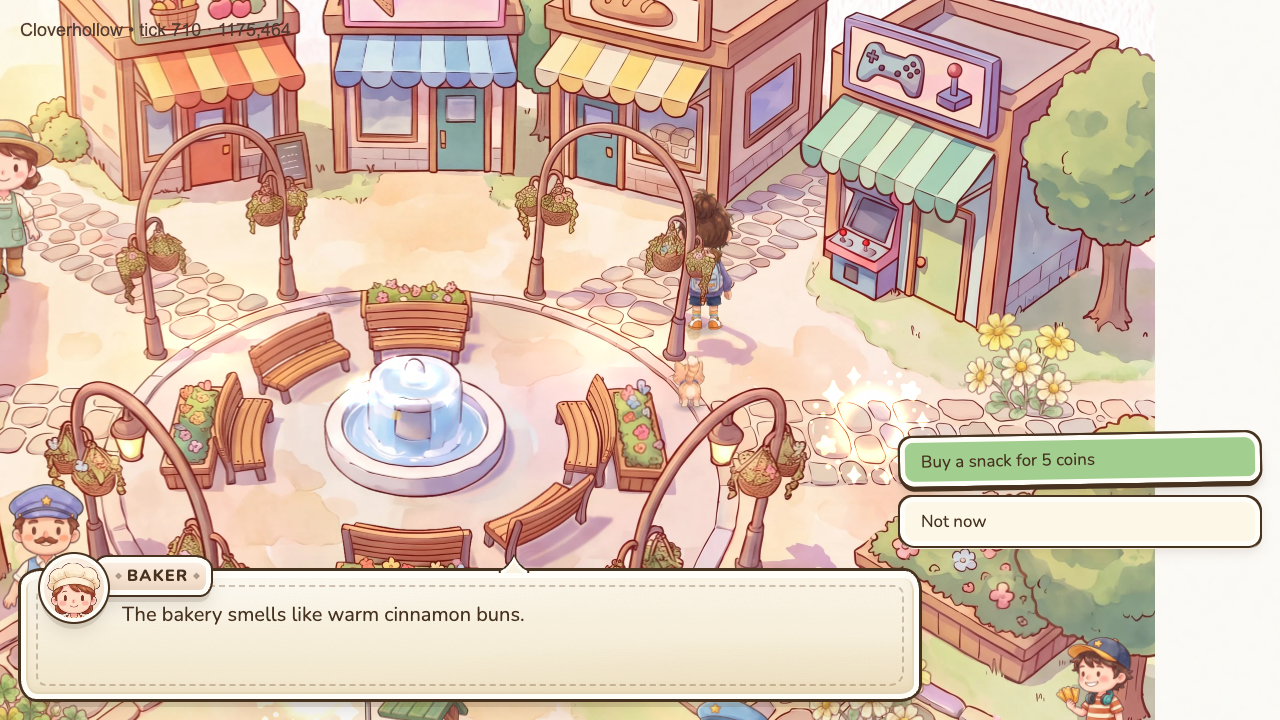 Cloverhollow • tick 710 · 1175,464
Buy a snack for 5 coins
Not now
BAKER
The bakery smells like warm cinnamon buns.